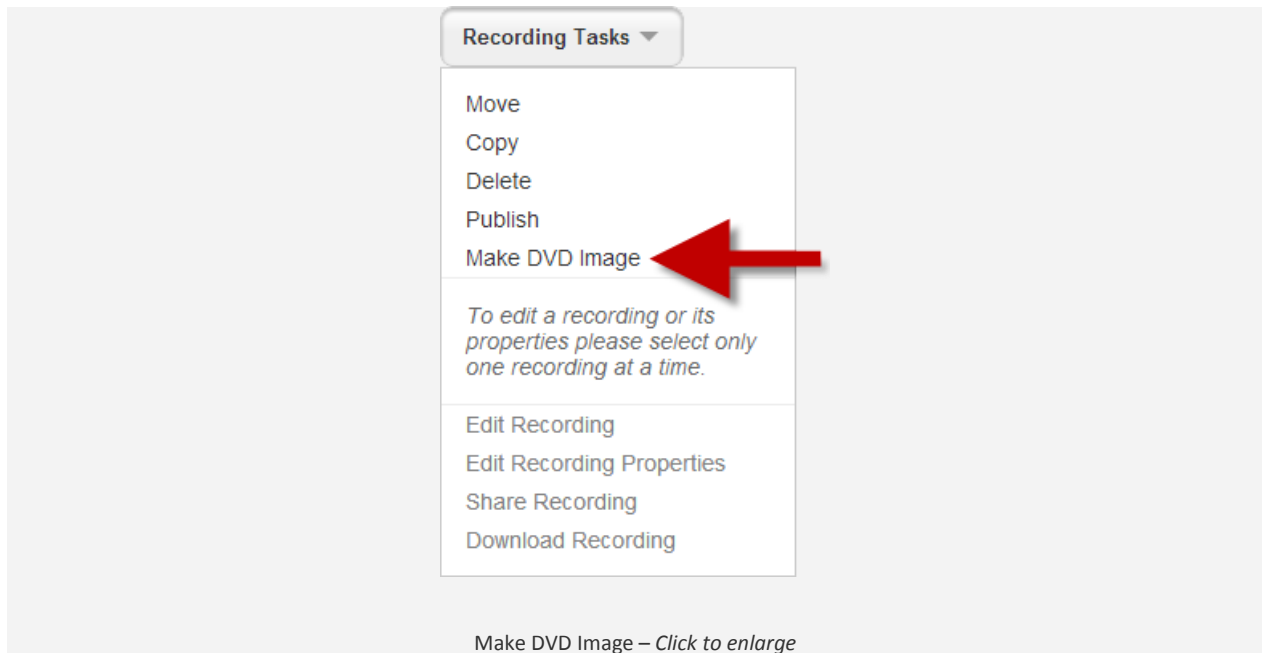 Recording Tasks
Move
Copy
Delete
Publish
Make DVD Image
To edit a recording or its
properties please select only
one recording at a time.
Edit Recording
Edit Recording Properties
Share Recording
Download Recording
Make DVD Image – Click to enlarge